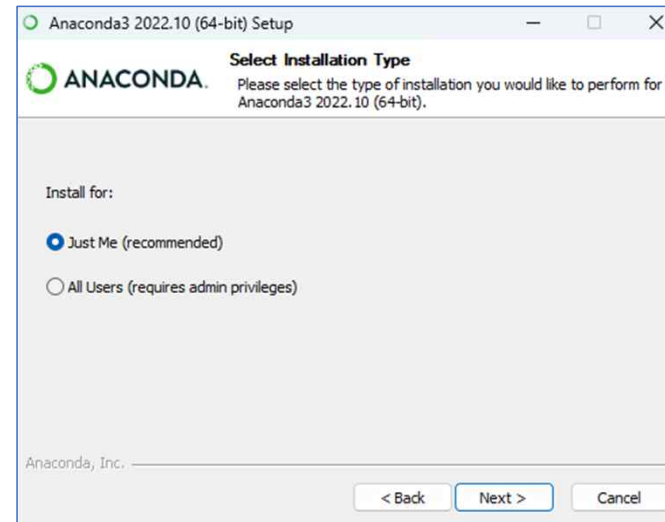 Anaconda3 2022.10 (64-bit) Setup
ANACONDA.
Select Installation Type
Please select the type of installation you would like to perform for
Anaconda3 2022.10 (64-bit).
Install for:
Just Me (recommended)
All Users (requires admin privileges)
Anaconda, Inc.
< Back Next > Cancel